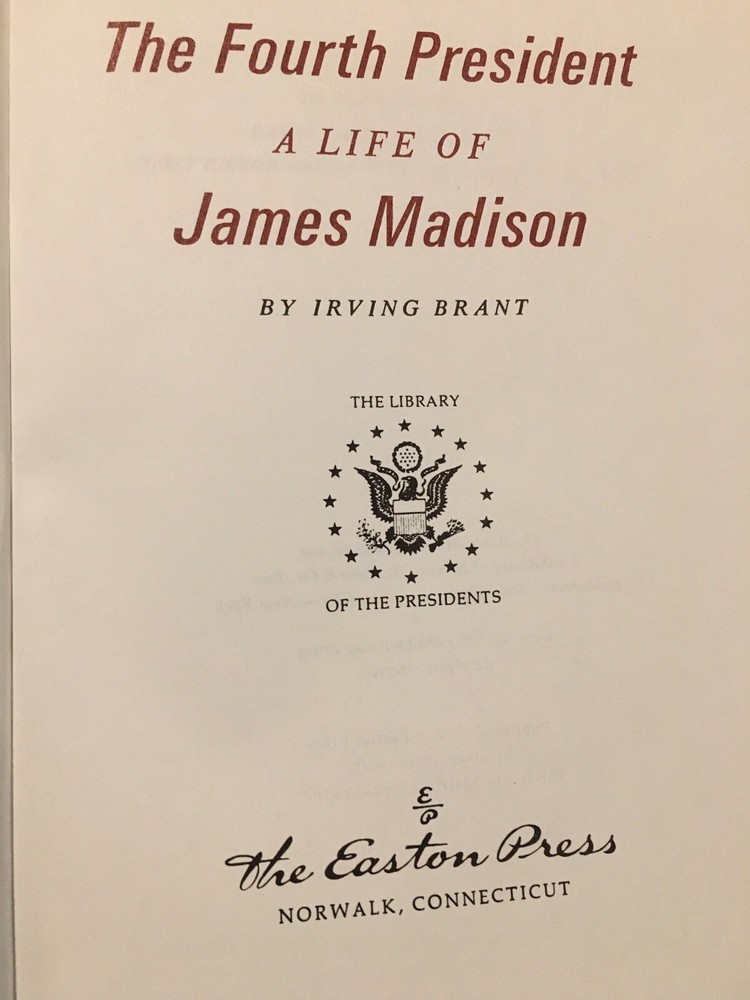 The Fourth President
A LIFE OF
James Madison
BY IRVING BRANT
THE LIBRARY
OF THE PRESIDENTS
E
P
The Easton Press
NORWALK, CONNECTICUT